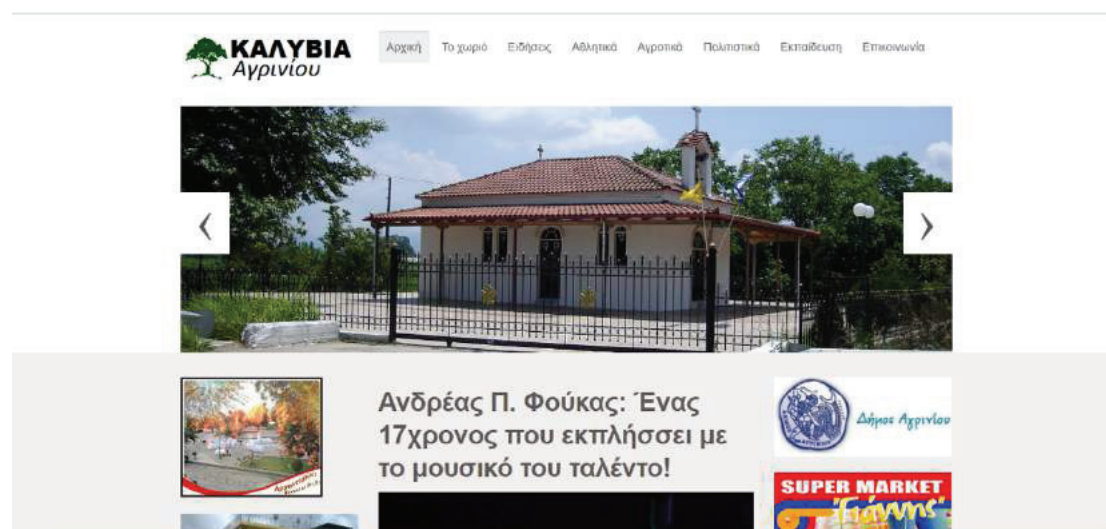 ΚΑΛΥΒΙΑ
Αγρινίου
Αρχική Το χωριό Ειδήσεις Αθλητικά Αγροτικά Πολιτιστικά Εκπαίδευση Επικοινωνία
Ανδρέας Π. Φούκας: Ένας
17χρονος που εκπλήσσει με
το μουσικό του ταλέντο!
Δήμος Αγρινίου
SUPER MARKET
"Γιάννης"